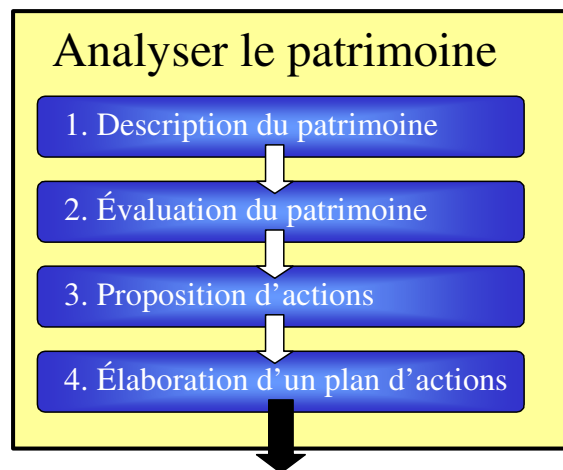 Analyser le patrimoine
1. Description du patrimoine
2. Évaluation du patrimoine
3. Proposition d’actions
4. Élaboration d’un plan d’actions